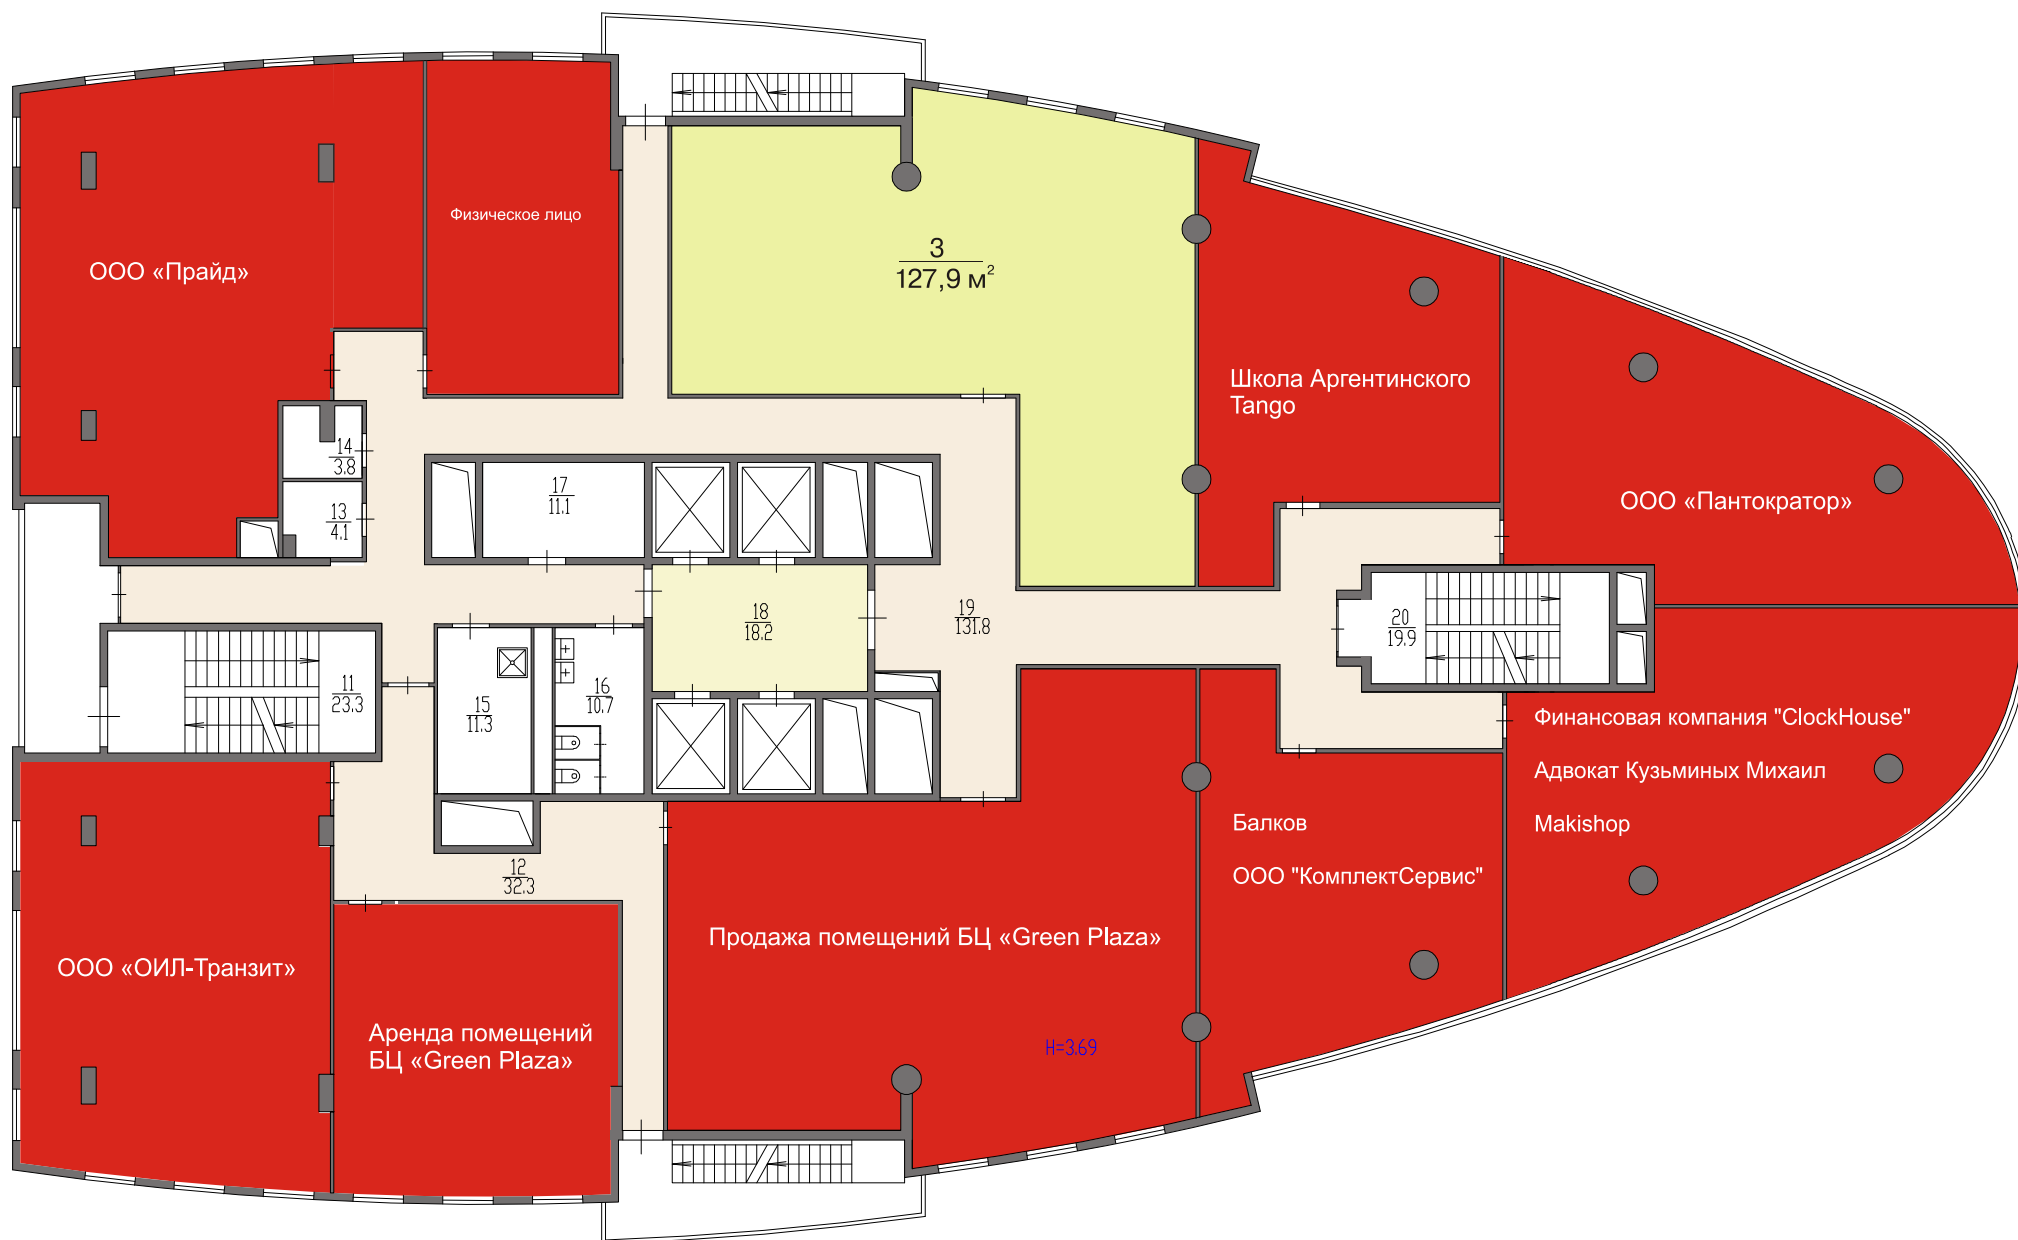 Физическое лицо
ООО «Прайд»
3
127,9 м²
Школа Аргентинского
Tango
ООО «Пантократор»
14
3.8
17
11.1
13
4.1
18
18.2
19
131.8
20
19.9
11
23.3
15
11.3
16
10.7
Финансовая компания "ClockHouse"
Адвокат Кузьминых Михаил
Makishop
Балков
ООО "КомплектСервис"
12
32.3
Продажа помещений БЦ «Green Plaza»
ООО «ОИЛ-Транзит»
Аренда помещений
БЦ «Green Plaza»
H=3.69